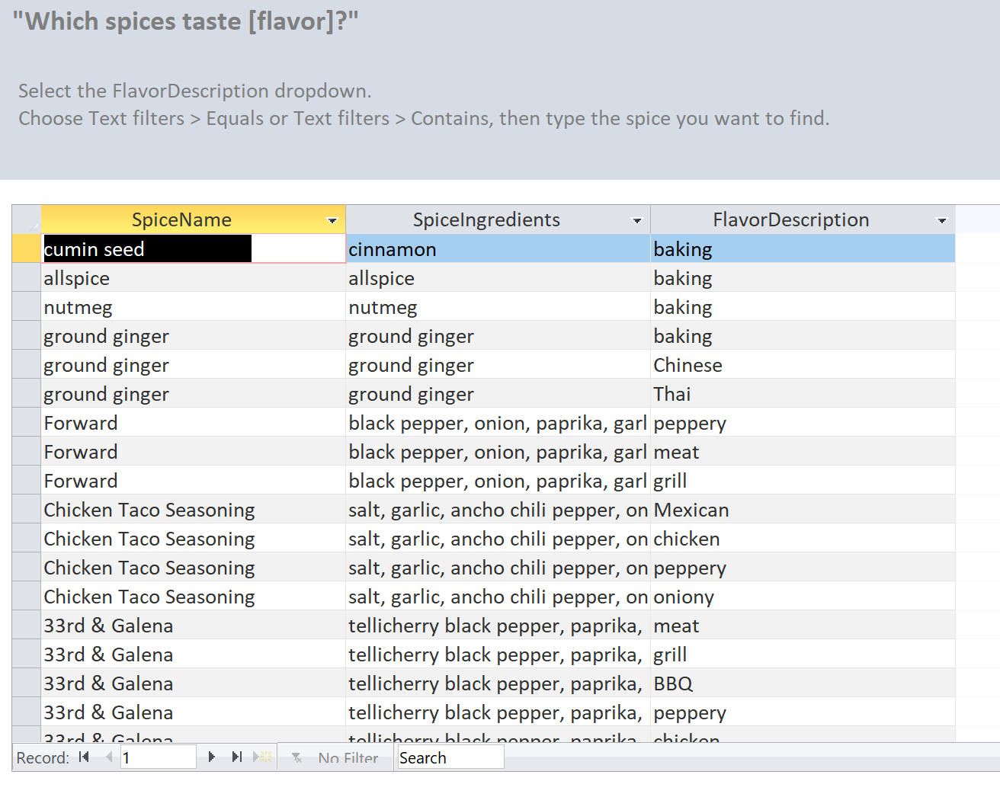 "Which spices taste [flavor]?"
Select the FlavorDescription dropdown.
Choose Text filters > Equals or Text filters > Contains, then type the spice you want to find.
SpiceName SpiceIngredients FlavorDescription
cumin seed cinnamon baking
allspice allspice baking
nutmeg nutmeg baking
ground ginger ground ginger baking
ground ginger ground ginger Chinese
ground ginger ground ginger Thai
Forward black pepper, onion, paprika, garl peppery
Forward black pepper, onion, paprika, garl meat
Forward black pepper, onion, paprika, garl grill
Chicken Taco Seasoning salt, garlic, ancho chili pepper, on Mexican
Chicken Taco Seasoning salt, garlic, ancho chili pepper, on chicken
Chicken Taco Seasoning salt, garlic, ancho chili pepper, on peppery
Chicken Taco Seasoning salt, garlic, ancho chili pepper, on oniony
33rd & Galena tellicherry black pepper, paprika, meat
33rd & Galena tellicherry black pepper, paprika, grill
33rd & Galena tellicherry black pepper, paprika, BBQ
33rd & Galena tellicherry black pepper, paprika, peppery
33rd & Galena tellicherry black pepper, paprika, chicken
Record: 1 No Filter Search